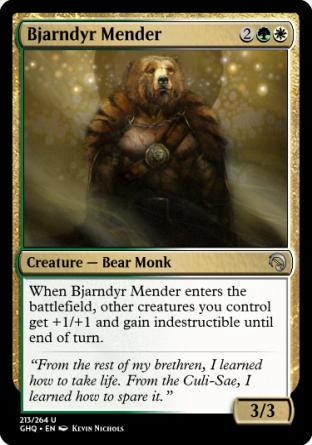 Bjarndyr Mender 2
Creature — Bear Monk
When Bjarndyr Mender enters the
battlefield, other creatures you control
get +1/+1 and gain indestructible until
end of turn.
“From the rest of my brethren, I learned
how to take life. From the Culi-Sae, I
learned how to spare it.”
3/3
213/264 U
GHQ • EN Kevin Nichols